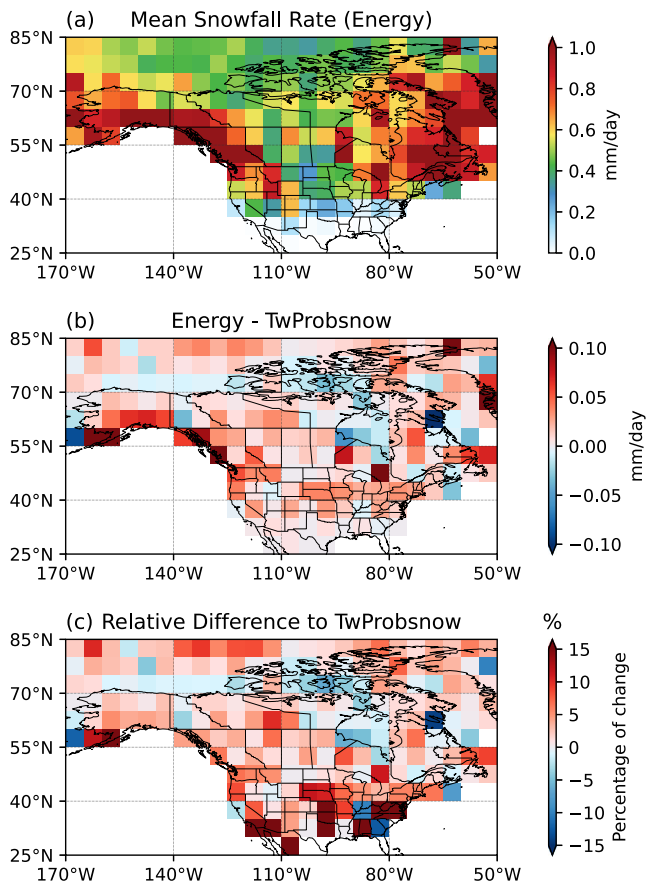 (a) Mean Snowfall Rate (Energy)
85°N
70°N
55°N
40°N
25°N
170°W 140°W 110°W 80°W 50°W
1.0
0.8
0.6
0.4
0.2
0.0
mm/day
(b) Energy - TwProbsnow
85°N
70°N
55°N
40°N
25°N
170°W 140°W 110°W 80°W 50°W
0.10
0.05
0.00
−0.05
−0.10
mm/day
(c) Relative Difference to TwProbsnow %
85°N
70°N
55°N
40°N
25°N
170°W 140°W 110°W 80°W 50°W
15
10
5
0
−5
−10
−15
Percentage of change